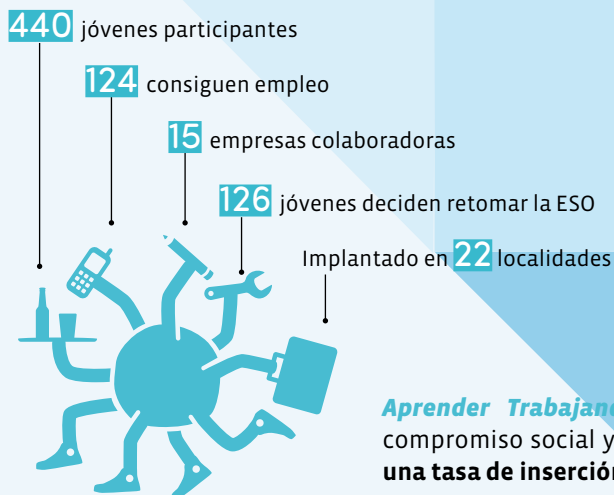 440 jóvenes participantes
124 consiguen empleo
15 empresas colaboradoras
126 jóvenes deciden retomar la ESO
Implantado en 22 localidades
Aprender
compromiso social y
una tasa de inserción